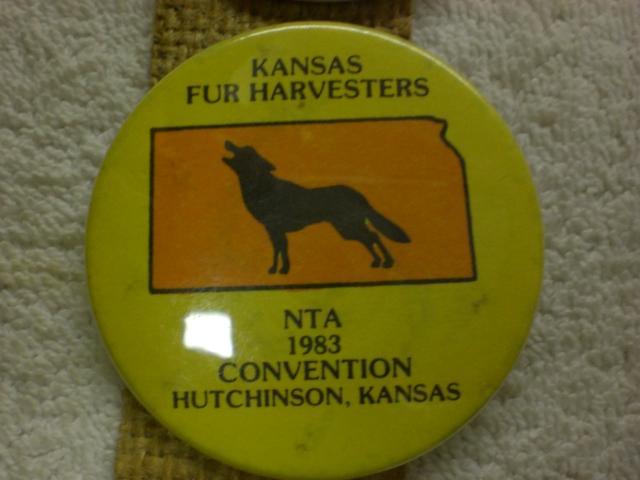 KANSAS
FUR HARVESTERS
NTA
1983
CONVENTION
HUTCHINSON, KANSAS